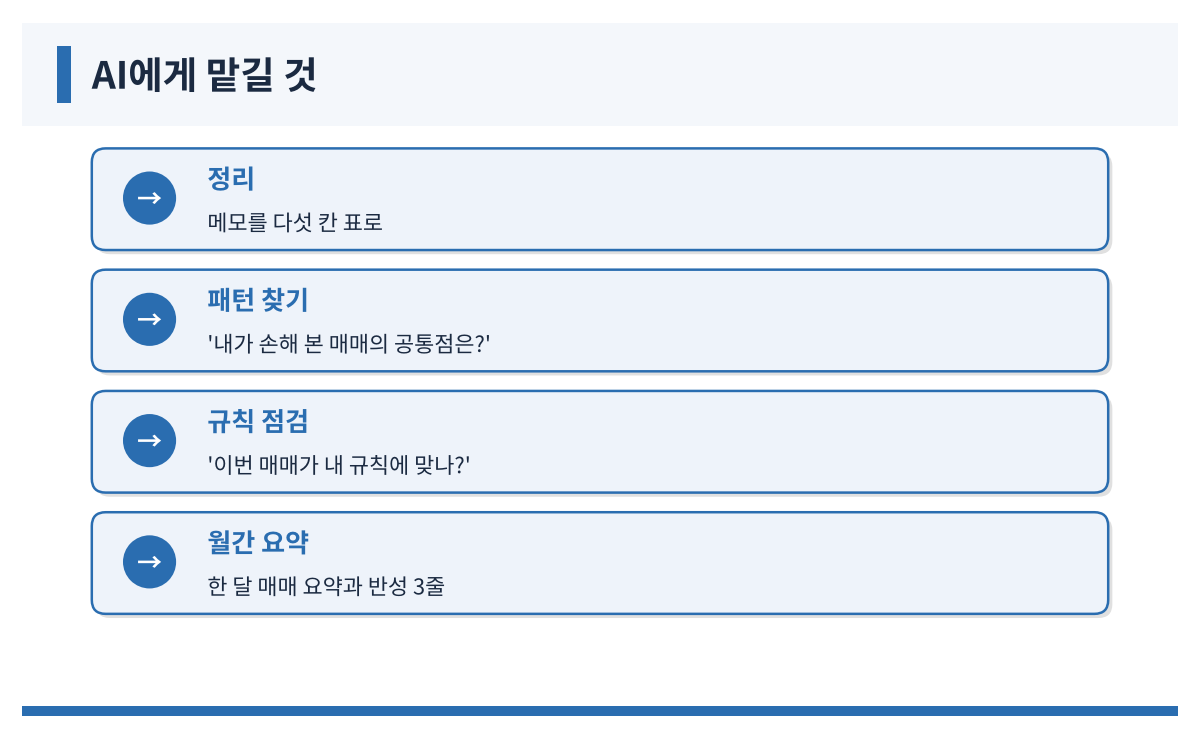 AI에게 맡길 것
→ 정리
메모를 다섯 칸 표로
→ 패턴 찾기
'내가 손해 본 매매의 공통점은?'
→ 규칙 점검
'이번 매매가 내 규칙에 맞나?'
→ 월간 요약
한 달 매매 요약과 반성 3줄